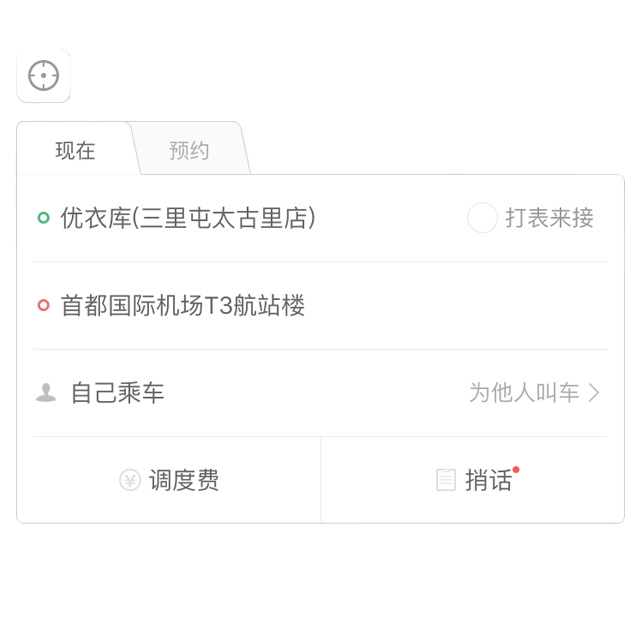 现在
预约
优衣库(三里屯太古里店)
打表来接
首都国际机场T3航站楼
自己乘车
为他人叫车
调度费
捎话